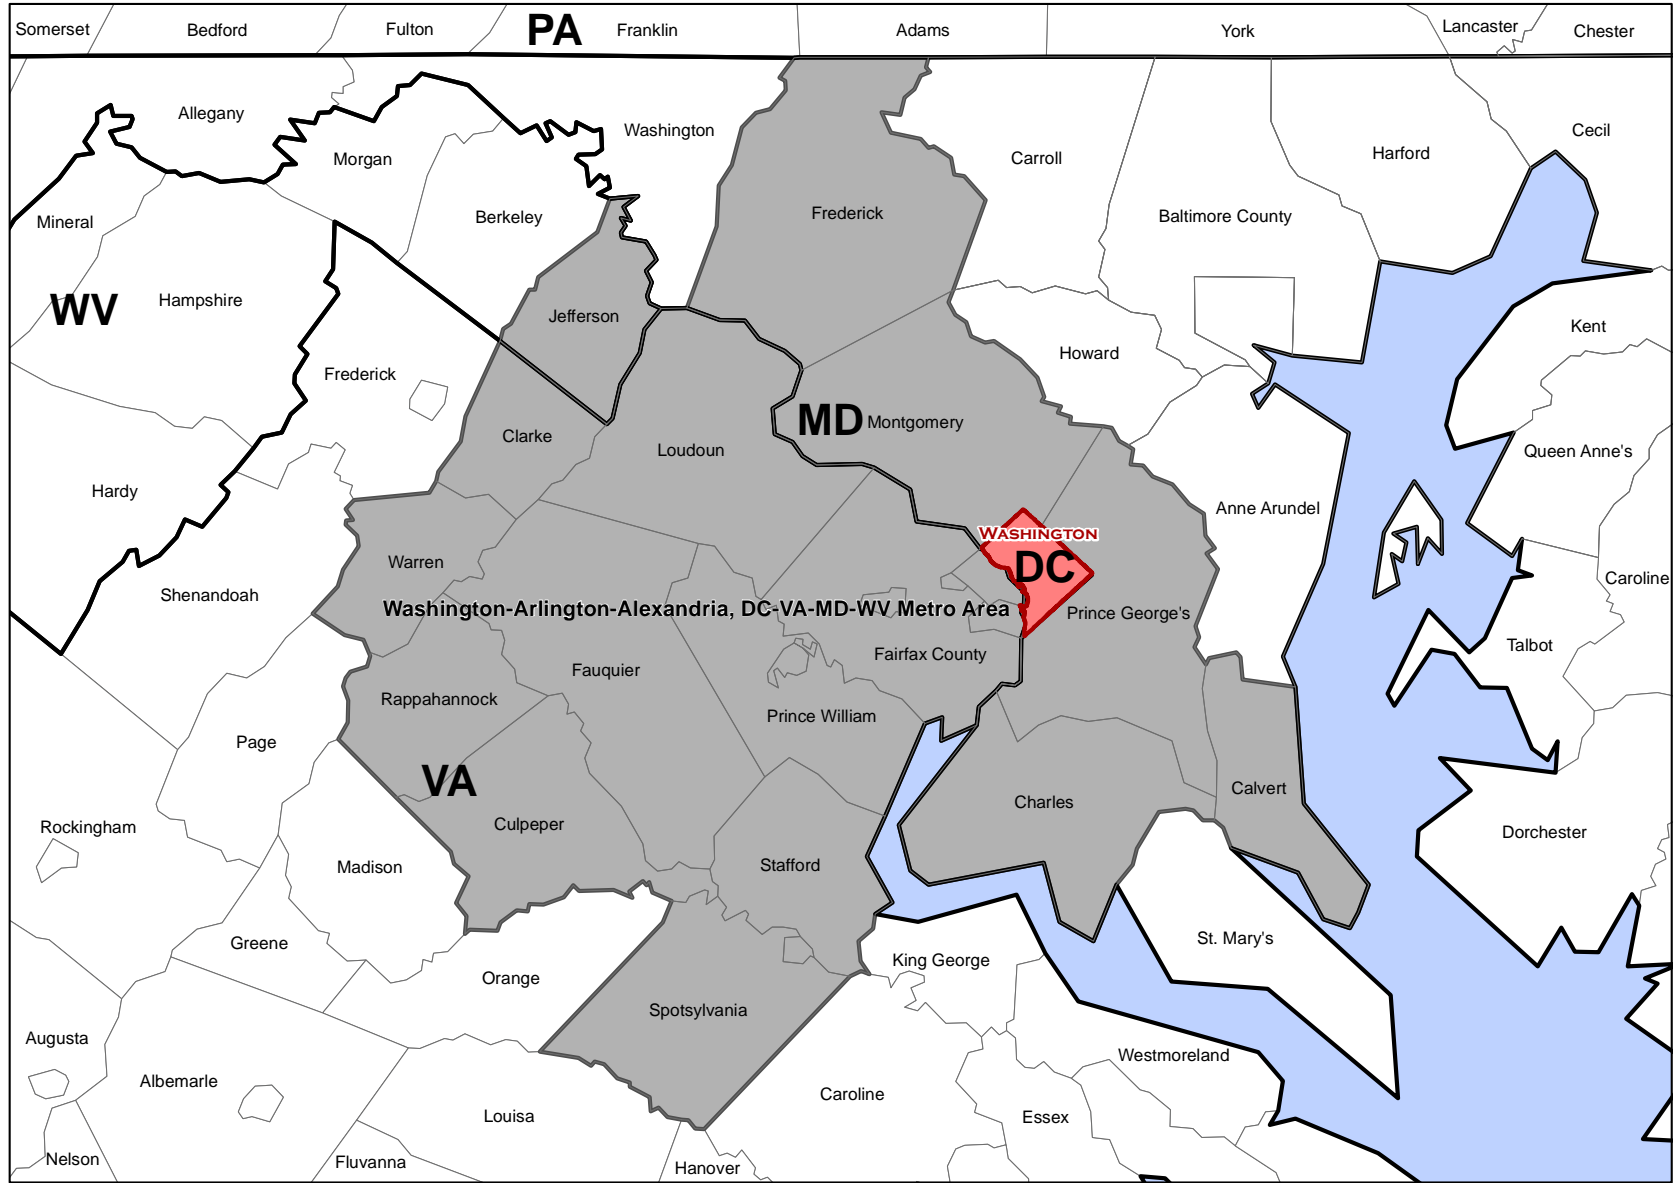 Somerset
Bedford
Fulton
PA
Franklin
Adams
York
Lancaster
Chester
Allegany
Washington
Morgan
Carroll
Harford
Cecil
Mineral
Berkeley
Frederick
Baltimore County
WV
Hampshire
Jefferson
Kent
Frederick
Howard
MD
Montgomery
Clarke
Loudoun
Queen Anne's
Hardy
Anne Arundel
WASHINGTON
DC
Warren
Caroline
Shenandoah
Washington-Arlington-Alexandria, DC-VA-MD-WV Metro Area
Prince George's
Talbot
Fairfax County
Fauquier
Rappahannock
Prince William
Page
VA
Calvert
Charles
Culpeper
Rockingham
Dorchester
Madison
Stafford
Greene
St. Mary's
King George
Orange
Spotsylvania
Augusta
Westmoreland
Albemarle
Caroline
Louisa
Essex
Nelson
Fluvanna
Hanover